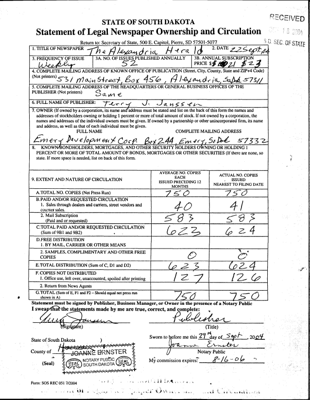 RECEIVED
STATE OF SOUTH DAKOTA
Statement of Legal Newspaper Ownership and Circulation
Return to: Secretary of State, 500 E. Capitol, Pierre, SD 57501-5077
S.D. SEC. OF STATE
1. TITLE OF NEWSPAPER The Alexandria Herald 2. DATE 22 Sept 04
3. FREQUENCY OF ISSUE Weekly
3A. NO. OF ISSUES PUBLISHED ANNUALLY 52
3B. ANNUAL SUBSCRIPTION PRICE
4. COMPLETE MAILING ADDRESS OF KNOWN OFFICE OF PUBLICATION (Street, City, County, State and ZIP+4 Code)
(Not printers) 531 Main Street Box 456, Alexandria, SoDak 57311
5. COMPLETE MAILING ADDRESS OF THE HEADQUARTERS OR GENERAL BUSINESS OFFICES OF THE
PUBLISHER (Not printers) Same
6. FULL NAME OF PUBLISHER: Terry J. Janssen
7. OWNER (If owned by a corporation, its name and address must be stated and list on the back of this form the names and
addresses of stockholders owning or holding 1 percent or more of total amount of stock. If not owned by a corporation, the
names and addresses of the individual owners must be given. If owned by a partnership or other unincorporated firm, its name
and address, as well as that of each individual must be given.
FULL NAME COMPLETE MAILING ADDRESS
Emery Development Corp. Box 244 Emery, SoDak 57332
8. KNOWN BONDHOLDERS, MORTGAGES, AND OTHER SECURITY HOLDERS OWNING OR HOLDING 1
PERCENT OR MORE OF TOTAL AMOUNT OF BONDS, MORTGAGES OR OTHER SECURITIES (If there are none, so
state. If more space is needed, list on back of this form.
9. EXTENT AND NATURE OF CIRCULATION
AVERAGE NO. COPIES EACH ISSUED PRECEDING 12 MONTHS
ACTUAL NO. COPIES ISSUED NEAREST TO FILING DATE
A. TOTAL NO. COPIES (Net Press Run) 750 750
B. PAID AND/OR REQUESTED CIRCULATION
1. Sales through dealers and carriers, street vendors and
counter sales. 40 41
2. Mail Subscription
(Paid and or requested) 583 583
C. TOTAL PAID AND/OR REQUESTED CIRCULATION
(Sum of 9B1 and 9B2) 623 624
D. FREE DISTRIBUTION
1. BY MAIL, CARRIER OR OTHER MEANS
2. SAMPLES, COMPLIMENTARY AND OTHER FREE
COPIES 0 0
E. TOTAL DISTRIBUTION (Sum of C, D1 and D2) 623 624
F. COPIES NOT DISTRIBUTED
1. Office use, left over, unaccounted, spoiled after printing 127 126
2. Return from News Agents
G. TOTAL (Sum of E, F1 and F2 - Should equal net press run
shown in A) 750 750
Statement must be signed by Publisher, Business Manager, or Owner in the presence of a Notary Public
I swear that the statements made by me are true, correct, and complete:
Publisher
(Signature) (Title)
State of South Dakota
Sworn to before me this 27th day of Sept 2004
County of
JOANNE BRINSTER
NOTARY PUBLIC
SOUTH DAKOTA
(Seal)
Joanne Brinster
Notary Public
My commission expires: 8-16-06
Form: SOS REC 051 7/2004